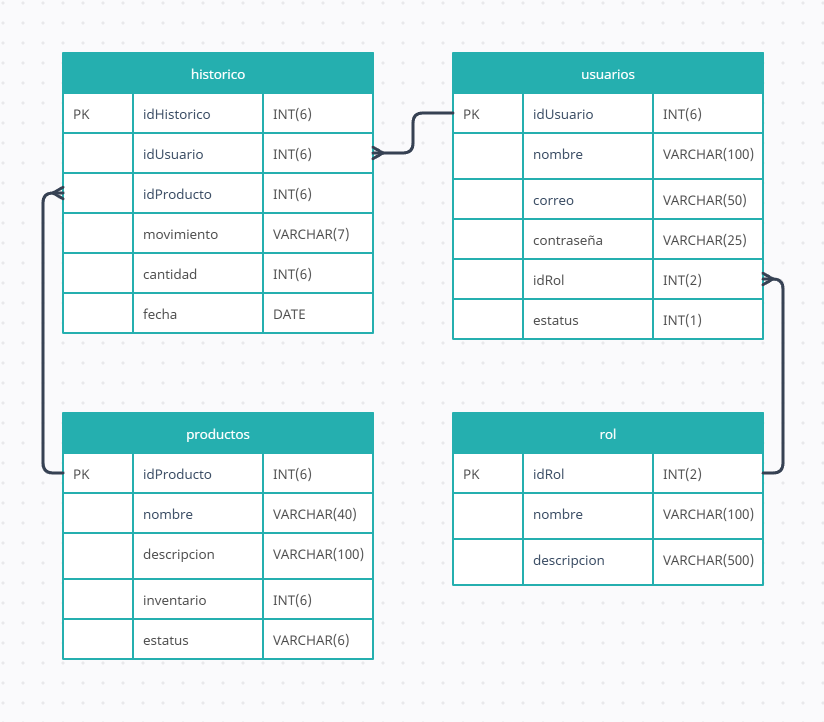 historico
PK idHistorico INT(6)
idUsuario INT(6)
idProducto INT(6)
movimiento VARCHAR(7)
cantidad INT(6)
fecha DATE
usuarios
PK idUsuario INT(6)
nombre VARCHAR(100)
correo VARCHAR(50)
contraseña VARCHAR(25)
idRol INT(2)
estatus INT(1)
productos
PK idProducto INT(6)
nombre VARCHAR(40)
descripcion VARCHAR(100)
inventario INT(6)
estatus VARCHAR(6)
rol
PK idRol INT(2)
nombre VARCHAR(100)
descripcion VARCHAR(500)